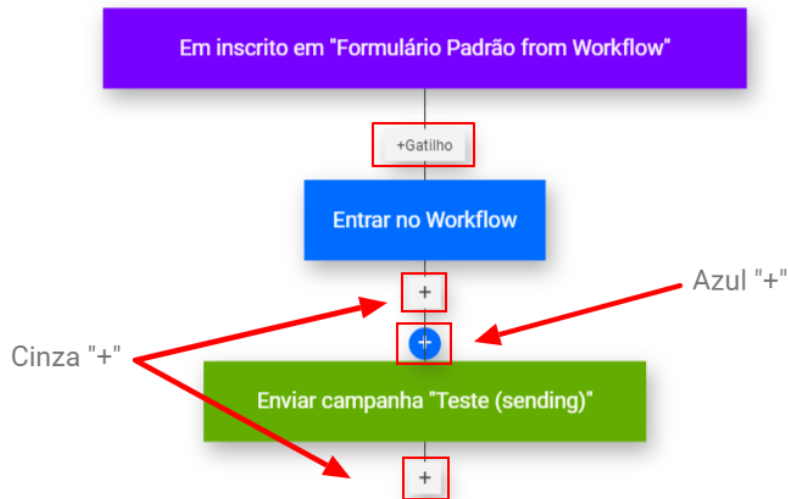 Em inscrito em "Formulário Padrão from Workflow"
+Gatilho
Entrar no Workflow
+
Azul "+"
+
Cinza "+"
Enviar campanha "Teste (sending)"
+